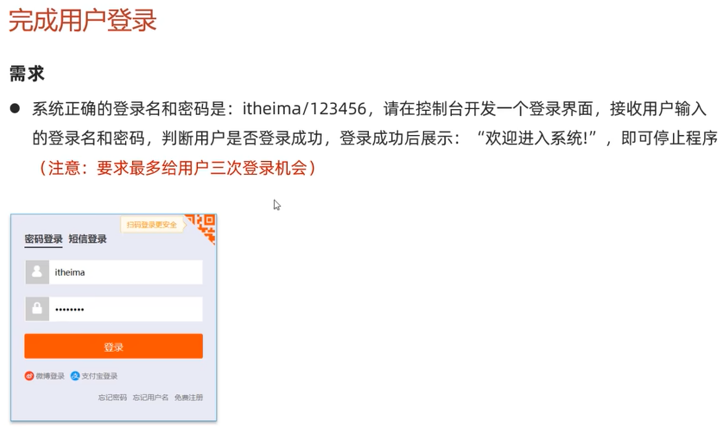 完成用户登录
需求
● 系统正确的登录名和密码是：itheima/123456，请在控制台开发一个登录界面，接收用户输入
的登录名和密码，判断用户是否登录成功，登录成功后展示：“欢迎进入系统!”，即可停止程序
（注意：要求最多给用户三次登录机会）
扫码登录更安全
密码登录 短信登录
itheima
••••••••
登录
微博登录 支付宝登录
忘记密码 忘记用户名 免费注册